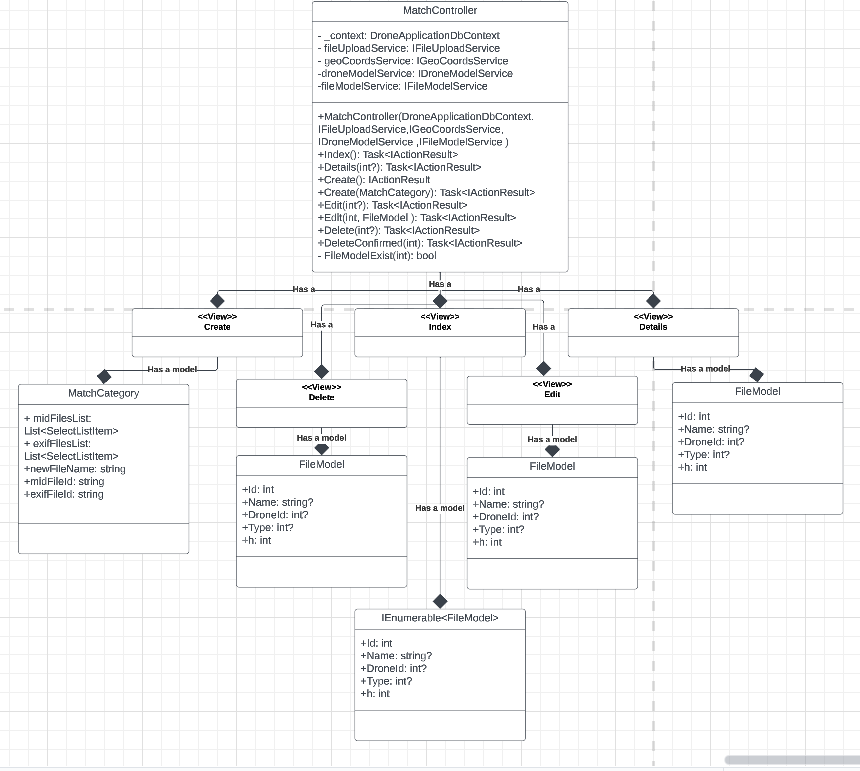 MatchController
- _context: DroneApplicationDbContext
- fileUploadService: IFileUploadService
- geoCoordsService: IGeoCoordsService
-droneModelService: IDroneModelService
-fileModelService: IFileModelService
+MatchController(DroneApplicationDbContext.
IFileUploadService,IGeoCoordsService,
IDroneModelService ,IFileModelService )
+Index(): Task<IActionResult>
+Details(int?): Task<IActionResult>
+Create(): IActionResult
+Create(MatchCategory): Task<IActionResult>
+Edit(int?): Task<IActionResult>
+Edit(int, FileModel ): Task<IActionResult>
+Delete(int?): Task<IActionResult>
+DeleteConfirmed(int): Task<IActionResult>
- FileModelExist(int): bool
Has a
Has a
Has a
<<View>>
Create
Has a
<<View>>
Index
Has a
<<View>>
Details
Has a model
Has a model
MatchCategory
+ midFilesList:
List<SelectListItem>
+ exifFilesList:
List<SelectListItem>
+newFileName: string
+midFileId: string
+exifFileId: string
<<View>>
Delete
Has a model
FileModel
+Id: int
+Name: string?
+DroneId: int?
+Type: int?
+h: int
<<View>>
Edit
Has a model
FileModel
+Id: int
+Name: string?
+DroneId: int?
+Type: int?
+h: int
FileModel
+Id: int
+Name: string?
+DroneId: int?
+Type: int?
+h: int
Has a model
IEnumerable<FileModel>
+Id: int
+Name: string?
+DroneId: int?
+Type: int?
+h: int